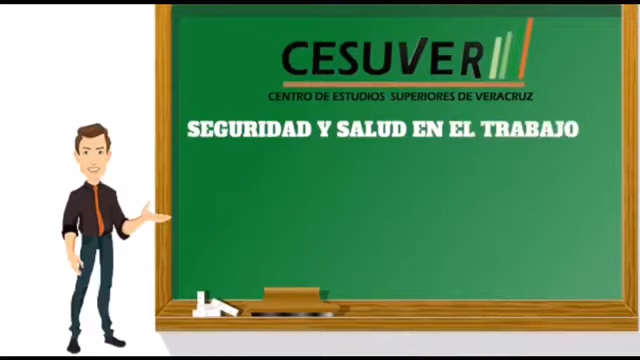 CESUVER
CENTRO DE ESTUDIOS SUPERIORES DE VERACRUZ
SEGURIDAD Y SALUD EN EL TRABAJO